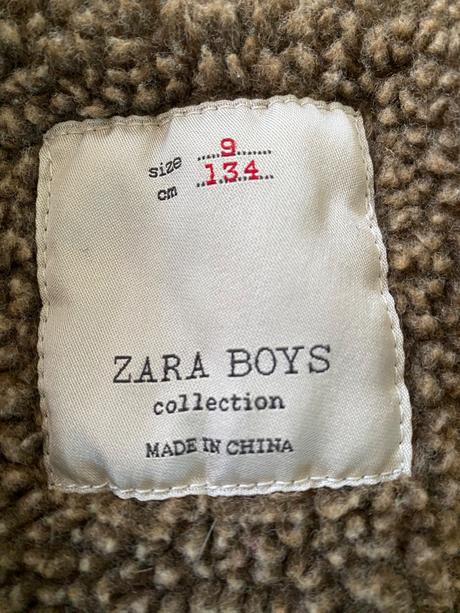 size 9
cm 134
ZARA BOYS
collection
MADE IN CHINA